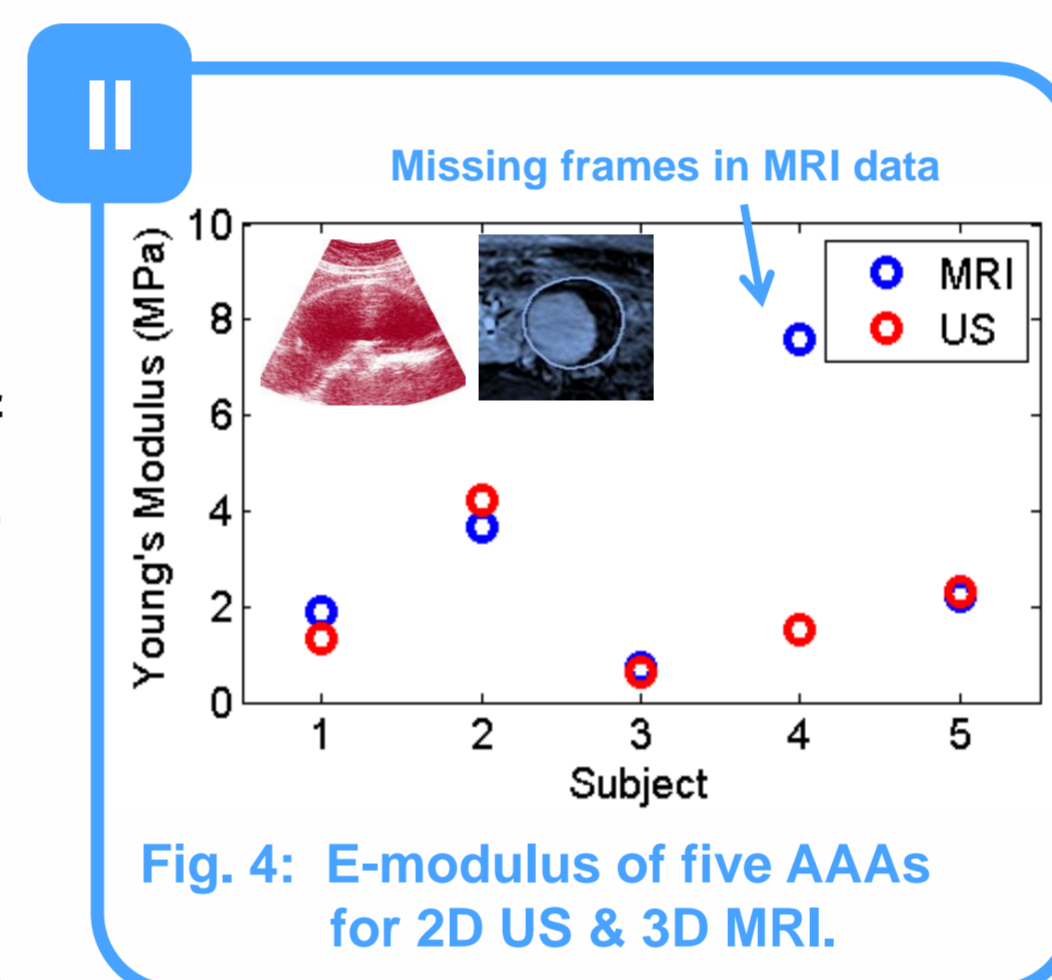 II
Missing frames in MRI data
10
8
6
4
2
0
Young's Modulus (MPa)
MRI
US
1 2 3 4 5
Subject
Fig. 4: E-modulus of five AAAs
for 2D US & 3D MRI.